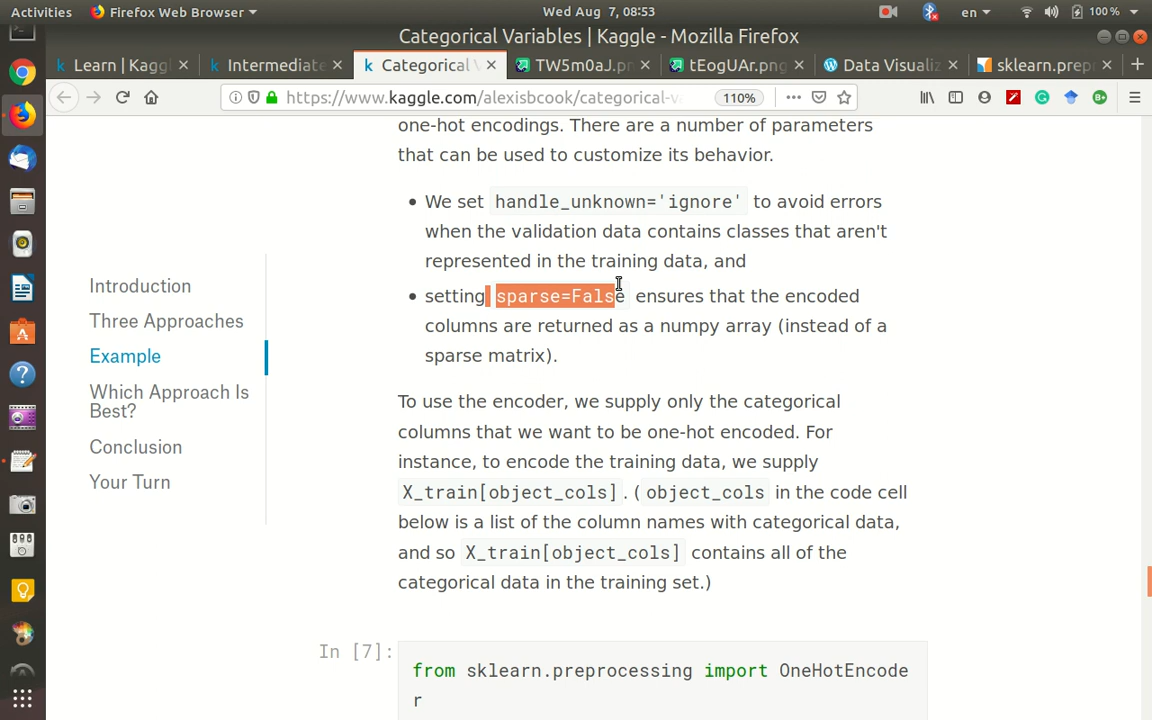 Activities Firefox Web Browser Wed Aug 7, 08:53 en 100%
Categorical Variables | Kaggle - Mozilla Firefox
Learn | Kaggl Intermediate Categorical V TW5m0aJ.pn tEogUAr.png Data Visualiz sklearn.prep
https://www.kaggle.com/alexisbcook/categorical-va 110%
one-hot encodings. There are a number of parameters
that can be used to customize its behavior.
We set handle_unknown='ignore' to avoid errors
when the validation data contains classes that aren't
represented in the training data, and
setting sparse=False ensures that the encoded
columns are returned as a numpy array (instead of a
sparse matrix).
Introduction
Three Approaches
Example
Which Approach Is
Best?
Conclusion
Your Turn
To use the encoder, we supply only the categorical
columns that we want to be one-hot encoded. For
instance, to encode the training data, we supply
X_train[object_cols]. (object_cols in the code cell
below is a list of the column names with categorical data,
and so X_train[object_cols] contains all of the
categorical data in the training set.)
In [7]:
from sklearn.preprocessing import OneHotEncode
r